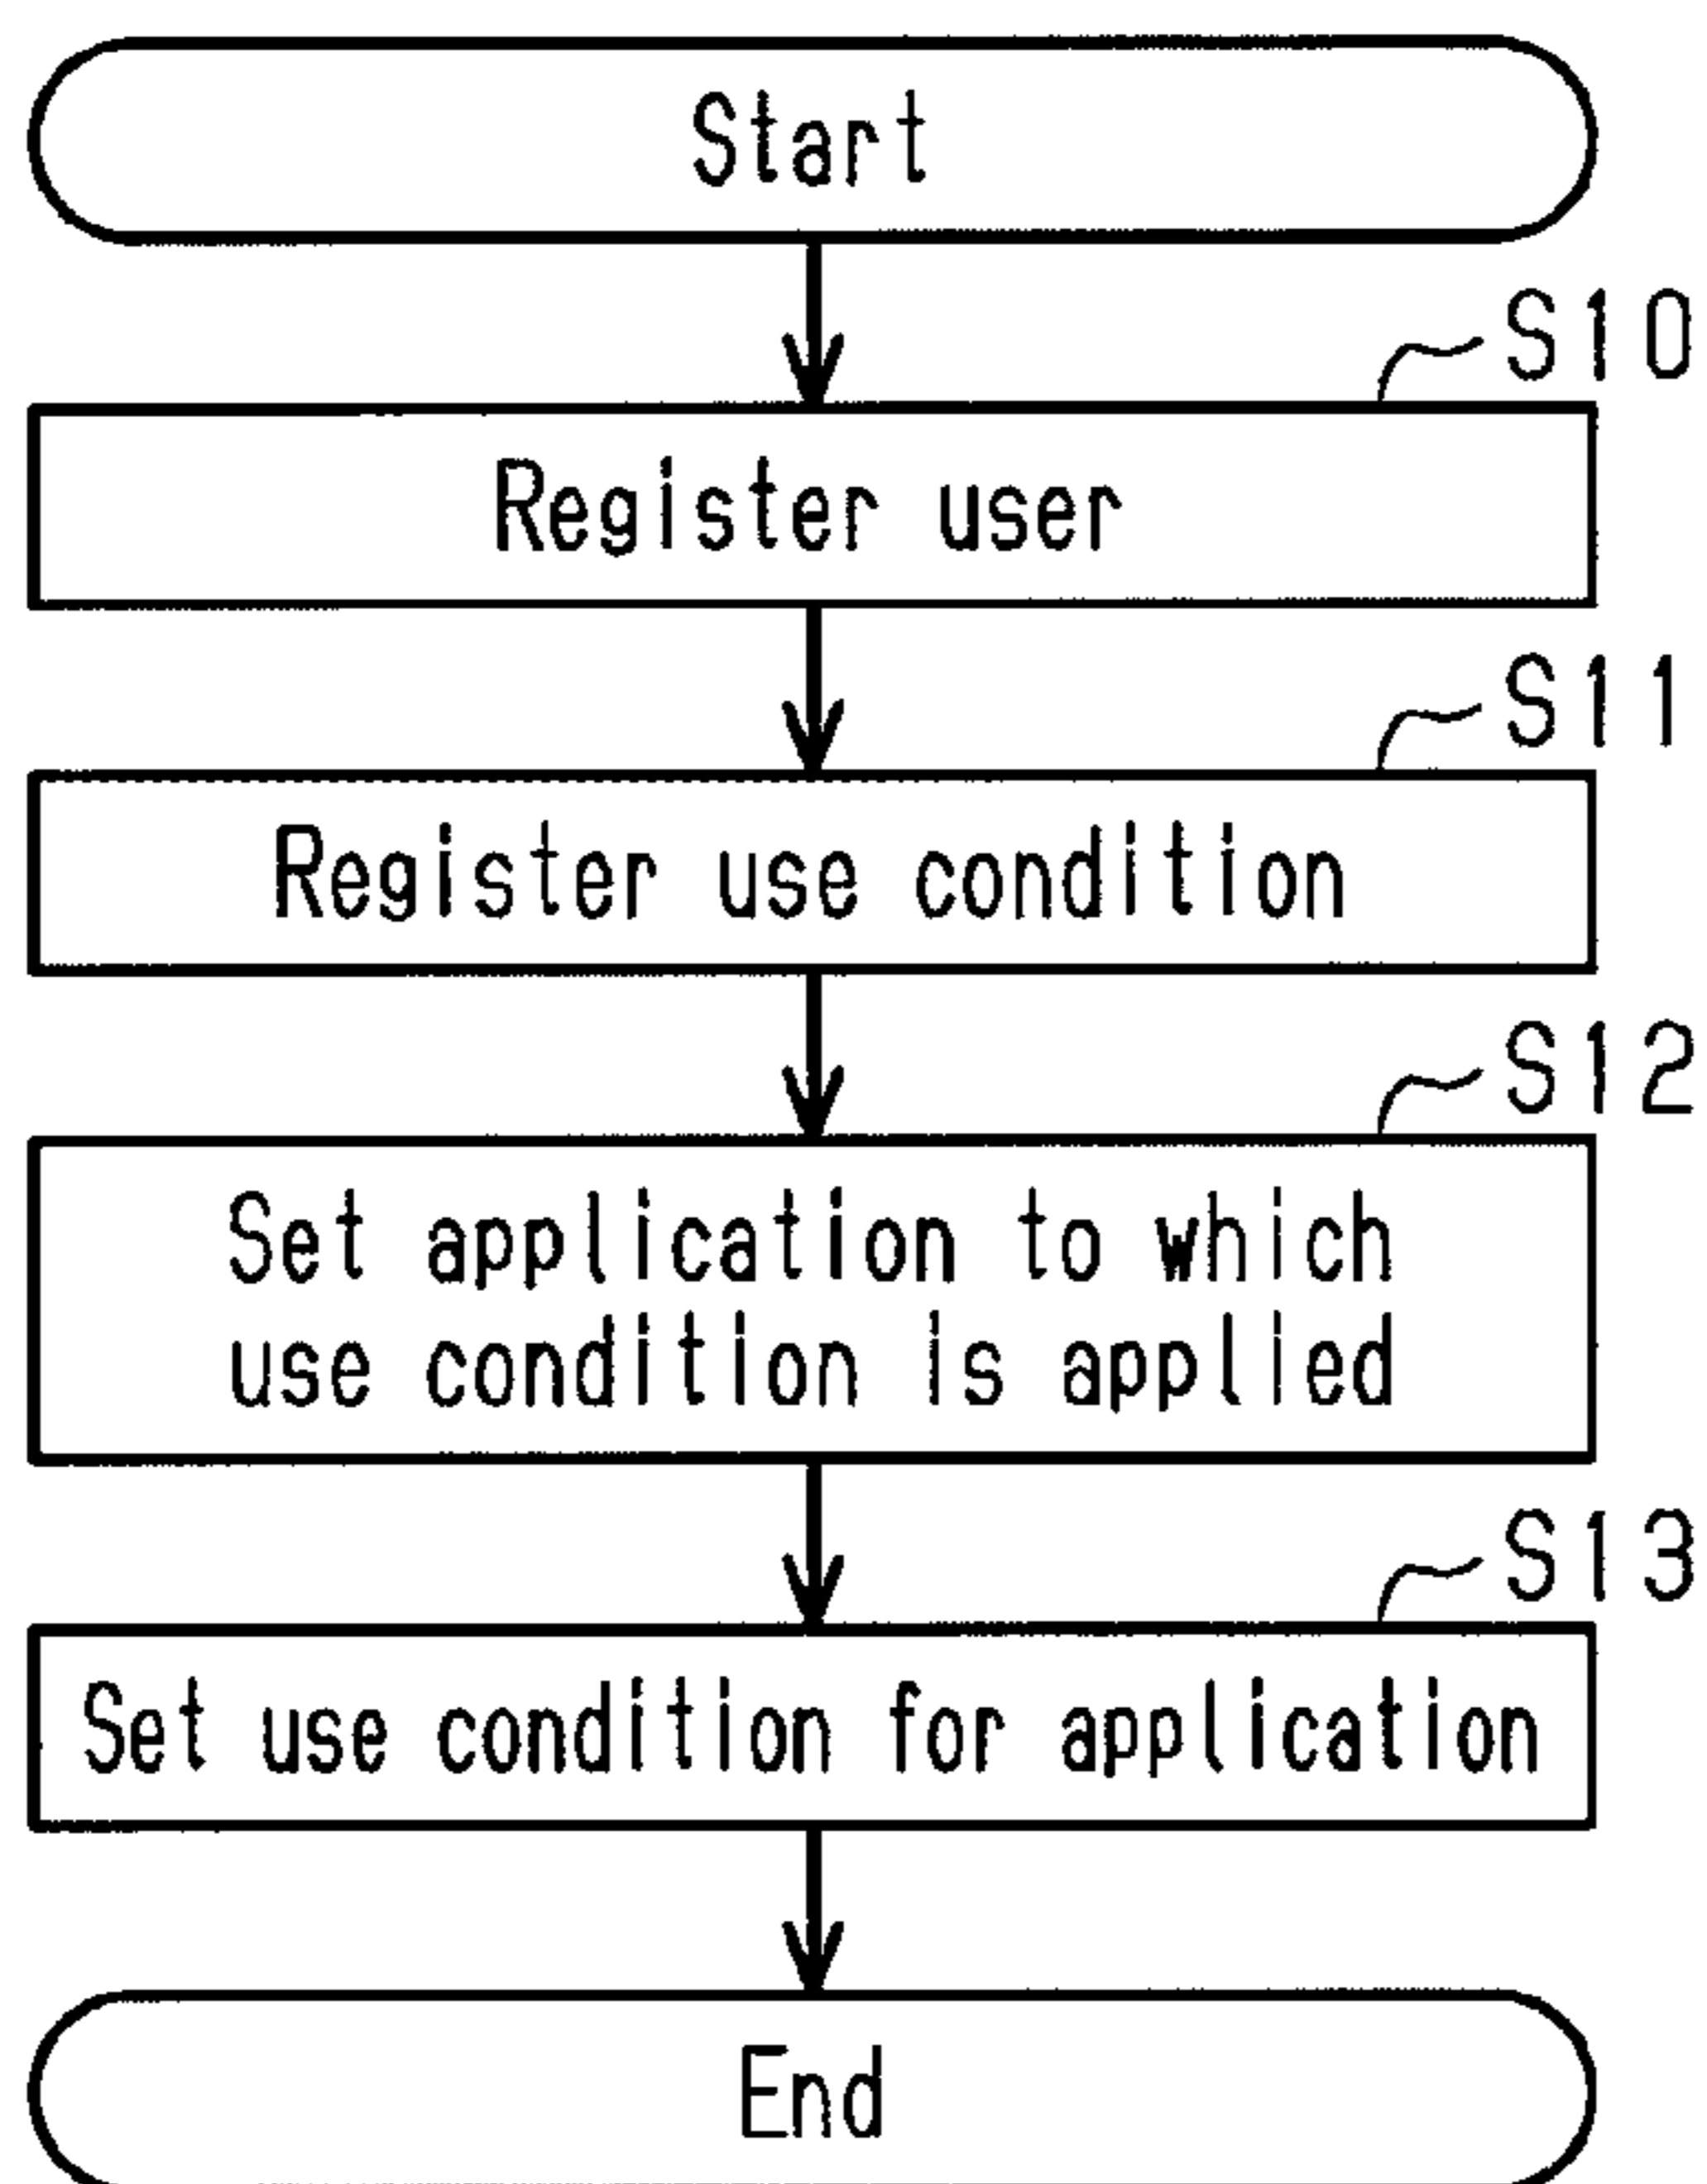 Start
S10
Register user
S11
Register use condition
S12
Set application to which
use condition is applied
S13
Set use condition for application
End